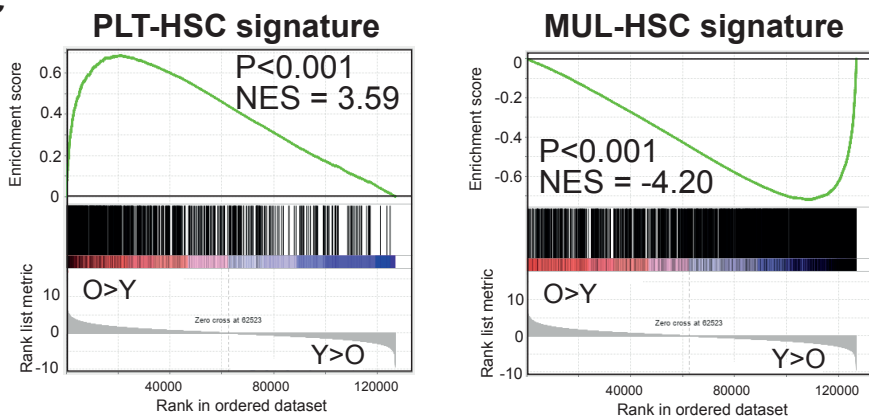 PLT-HSC signature
Enrichment score
0.6
0.4
0.2
0
P<0.001
NES = 3.59
Rank list metric
10
0
-10
O>Y
Zero cross at 62523
Y>O
40000 80000 120000
Rank in ordered dataset
MUL-HSC signature
Enrichment score
0
-0.2
-0.4
-0.6
P<0.001
NES = -4.20
Rank list metric
10
0
-10
O>Y
Zero cross at 62523
Y>O
40000 80000 120000
Rank in ordered dataset